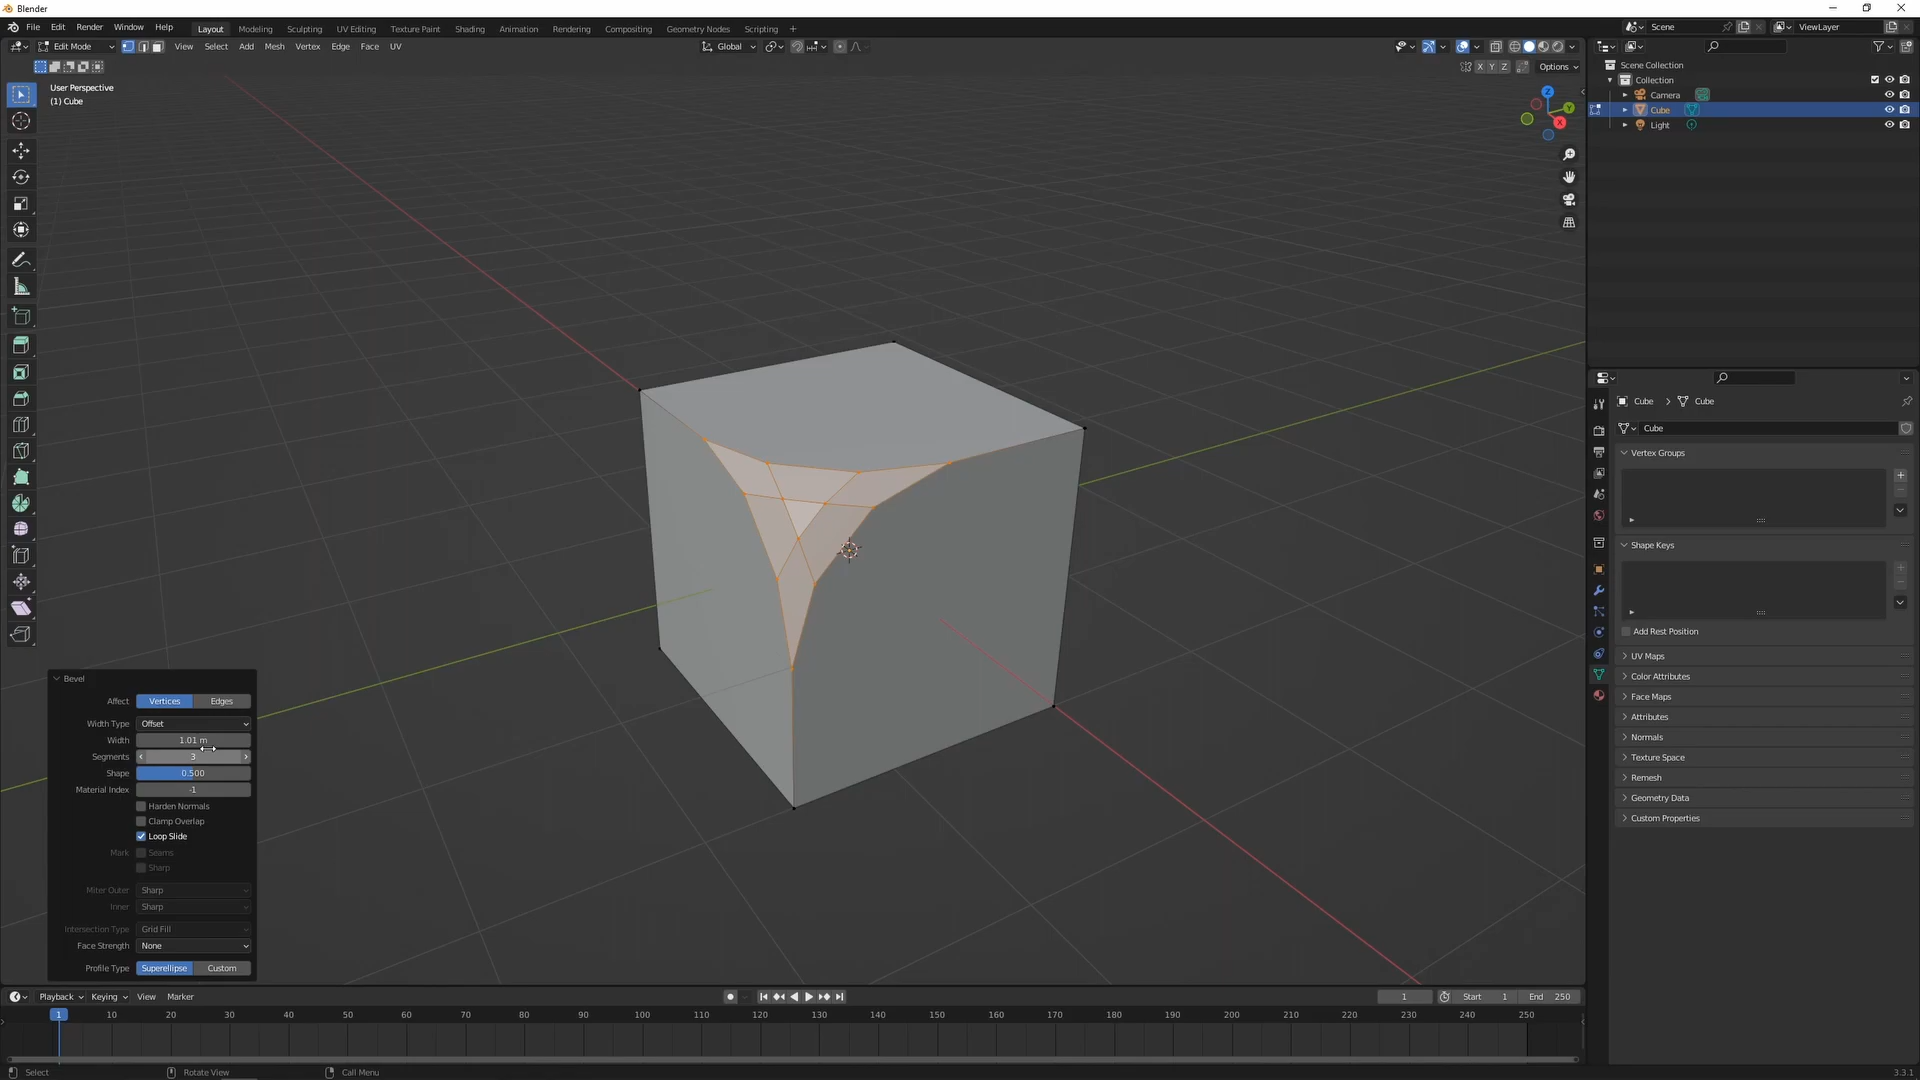 Blender
File Edit Render Window Help Layout Modeling Sculpting UV Editing Texture Paint Shading Animation Rendering Compositing Geometry Nodes Scripting + Scene ViewLayer
Edit Mode View Select Add Mesh Vertex Edge Face UV Global
X Y Z Options
User Perspective
(1) Cube
Z
Y
X
Scene Collection
Collection
Camera
Cube
Light
Cube > Cube
Cube
Vertex Groups
Shape Keys
Add Rest Position
UV Maps
Color Attributes
Face Maps
Attributes
Normals
Texture Space
Remesh
Geometry Data
Custom Properties
Bevel
Affect Vertices Edges
Width Type Offset
Width 1.01 m
Segments 3
Shape 0.500
Material Index -1
Harden Normals
Clamp Overlap
Loop Slide
Mark Seams
Sharp
Miter Outer Sharp
Inner Sharp
Intersection Type Grid Fill
Face Strength None
Profile Type Superellipse Custom
Playback Keying View Marker 1 Start 1 End 250
1 10 20 30 40 50 60 70 80 90 100 110 120 130 140 150 160 170 180 190 200 210 220 230 240 250
Select Rotate View Call Menu 3.3.1